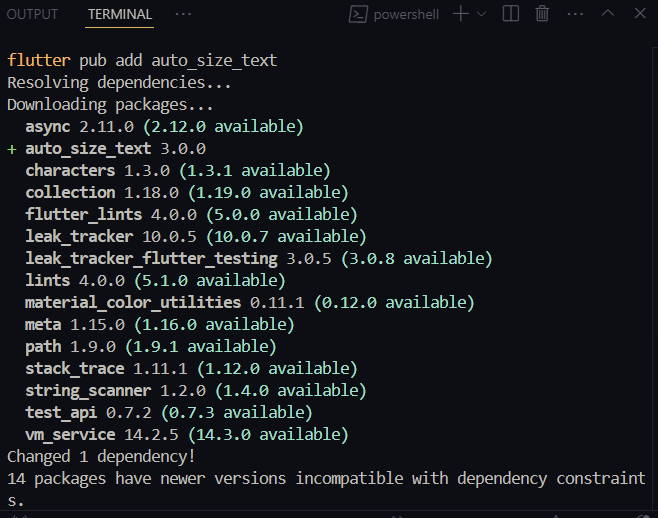 OUTPUT TERMINAL ··· powershell ···
flutter pub add auto_size_text
Resolving dependencies...
Downloading packages...
async 2.11.0 (2.12.0 available)
+ auto_size_text 3.0.0
characters 1.3.0 (1.3.1 available)
collection 1.18.0 (1.19.0 available)
flutter_lints 4.0.0 (5.0.0 available)
leak_tracker 10.0.5 (10.0.7 available)
leak_tracker_flutter_testing 3.0.5 (3.0.8 available)
lints 4.0.0 (5.1.0 available)
material_color_utilities 0.11.1 (0.12.0 available)
meta 1.15.0 (1.16.0 available)
path 1.9.0 (1.9.1 available)
stack_trace 1.11.1 (1.12.0 available)
string_scanner 1.2.0 (1.4.0 available)
test_api 0.7.2 (0.7.3 available)
vm_service 14.2.5 (14.3.0 available)
Changed 1 dependency!
14 packages have newer versions incompatible with dependency constraint
s.